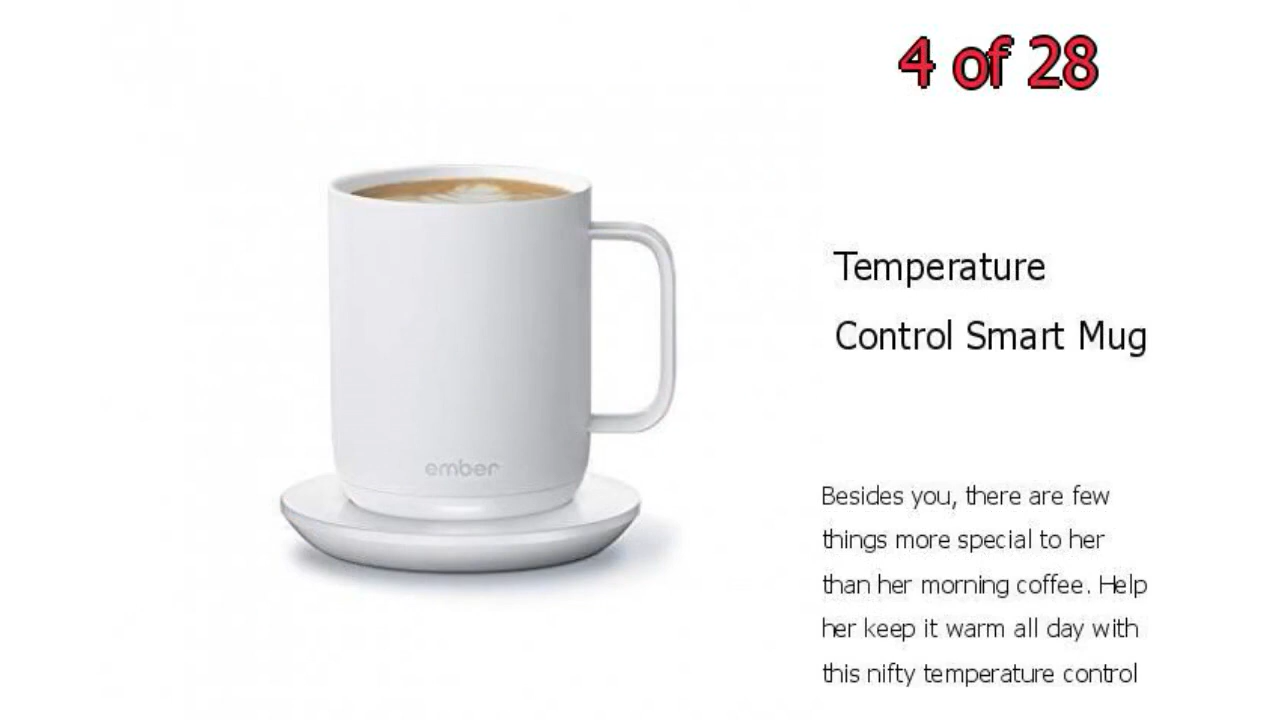 4 of 28
Temperature
Control Smart Mug
ember
Besides you, there are few
things more special to her
than her morning coffee. Help
her keep it warm all day with
this nifty temperature control